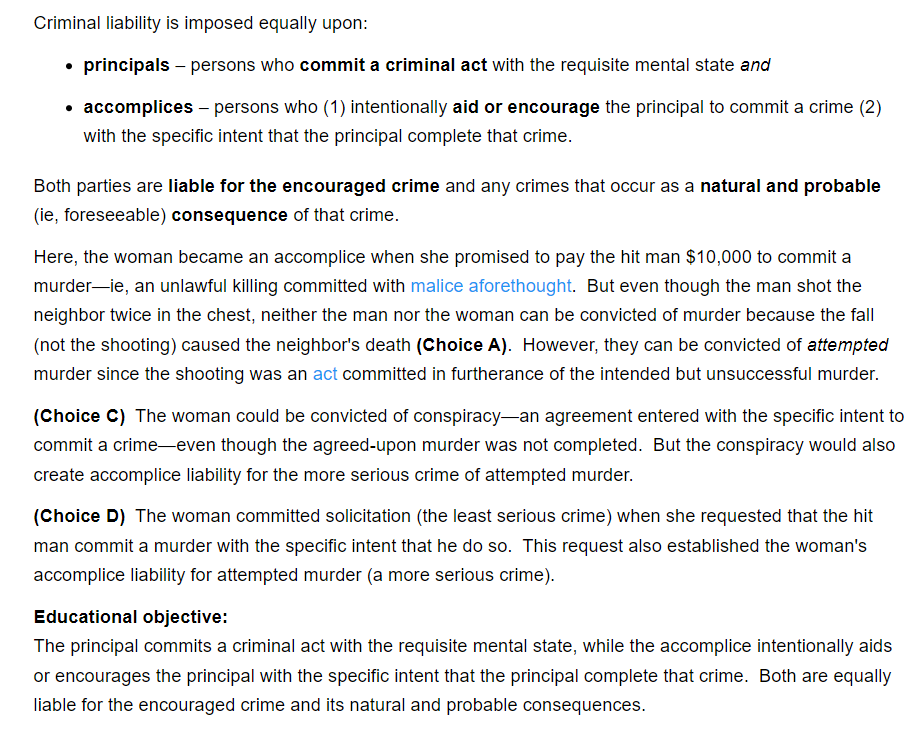 Criminal liability is imposed equally upon:
• principals – persons who commit a criminal act with the requisite mental state and
• accomplices – persons who (1) intentionally aid or encourage the principal to commit a crime (2)
with the specific intent that the principal complete that crime.
Both parties are liable for the encouraged crime and any crimes that occur as a natural and probable
(ie, foreseeable) consequence of that crime.
Here, the woman became an accomplice when she promised to pay the hit man $10,000 to commit a
murder—ie, an unlawful killing committed with malice aforethought.  But even though the man shot the
neighbor twice in the chest, neither the man nor the woman can be convicted of murder because the fall
(not the shooting) caused the neighbor's death (Choice A).  However, they can be convicted of attempted
murder since the shooting was an act committed in furtherance of the intended but unsuccessful murder.
(Choice C)  The woman could be convicted of conspiracy—an agreement entered with the specific intent to
commit a crime—even though the agreed-upon murder was not completed.  But the conspiracy would also
create accomplice liability for the more serious crime of attempted murder.
(Choice D)  The woman committed solicitation (the least serious crime) when she requested that the hit
man commit a murder with the specific intent that he do so.  This request also established the woman's
accomplice liability for attempted murder (a more serious crime).
Educational objective:
The principal commits a criminal act with the requisite mental state, while the accomplice intentionally aids
or encourages the principal with the specific intent that the principal complete that crime.  Both are equally
liable for the encouraged crime and its natural and probable consequences.